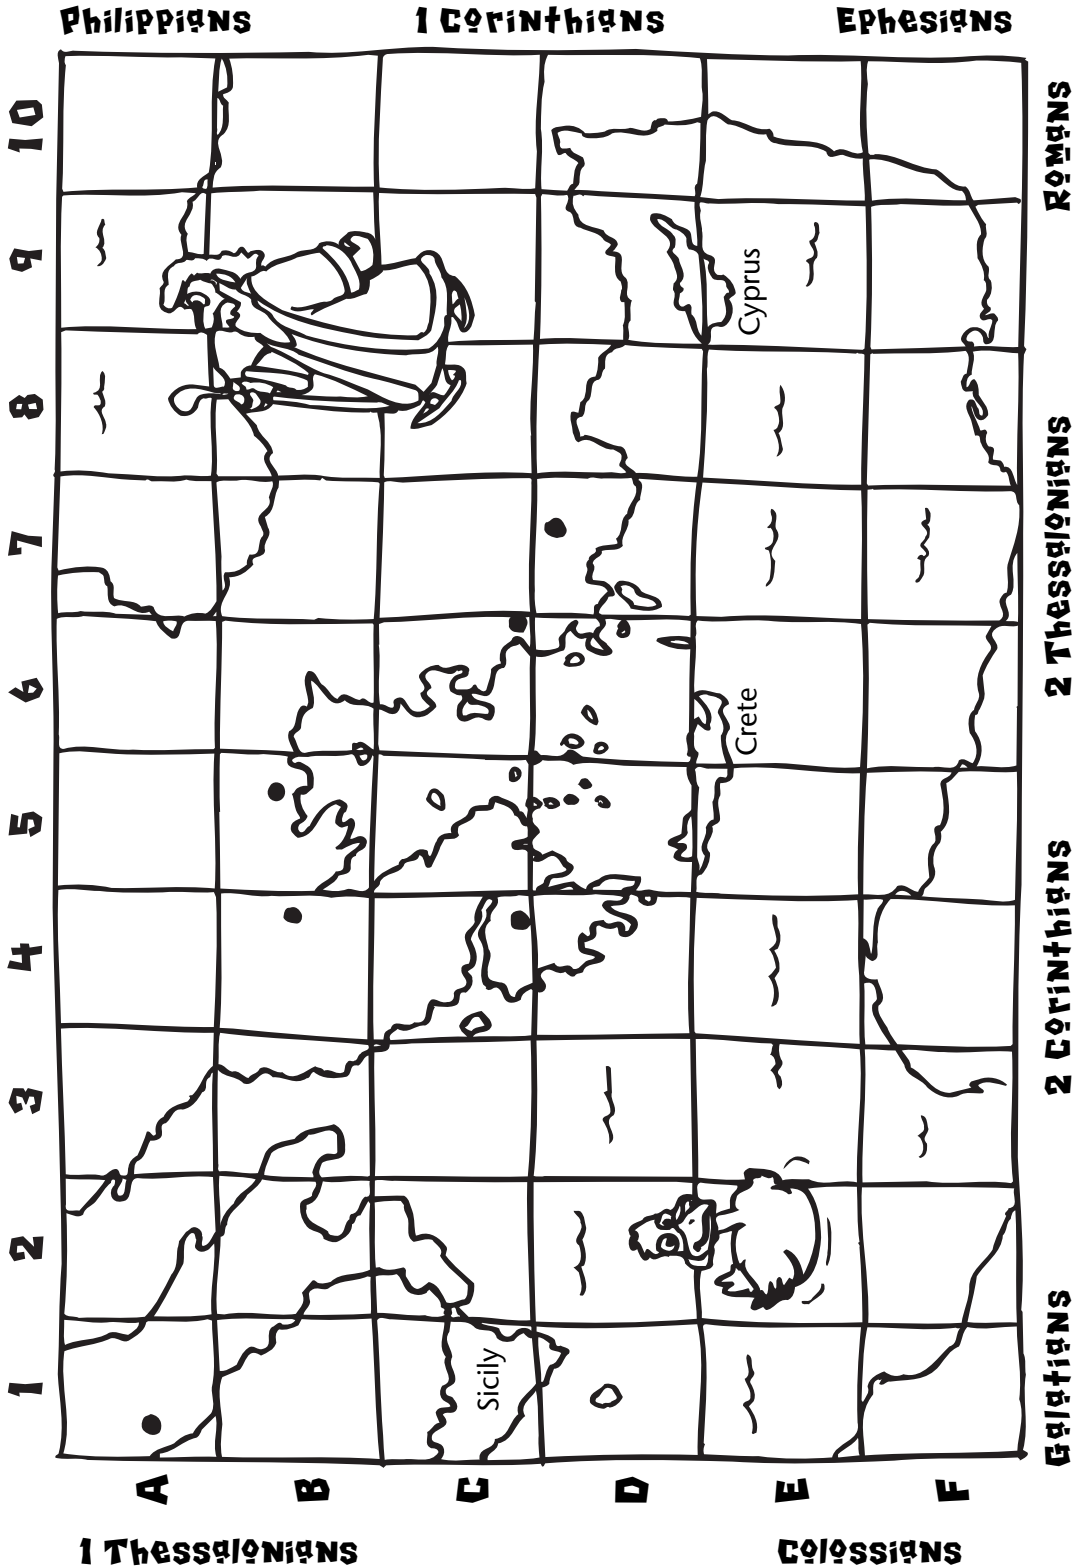 Philippians
1 Corinthians
Ephesians
Romans
2 Thessalonians
2 Corinthians
Galatians
10
9
8
7
6
5
4
3
2
1
Cyprus
Crete
Sicily
A
B
C
D
E
F
1 Thessalonians
Colossians